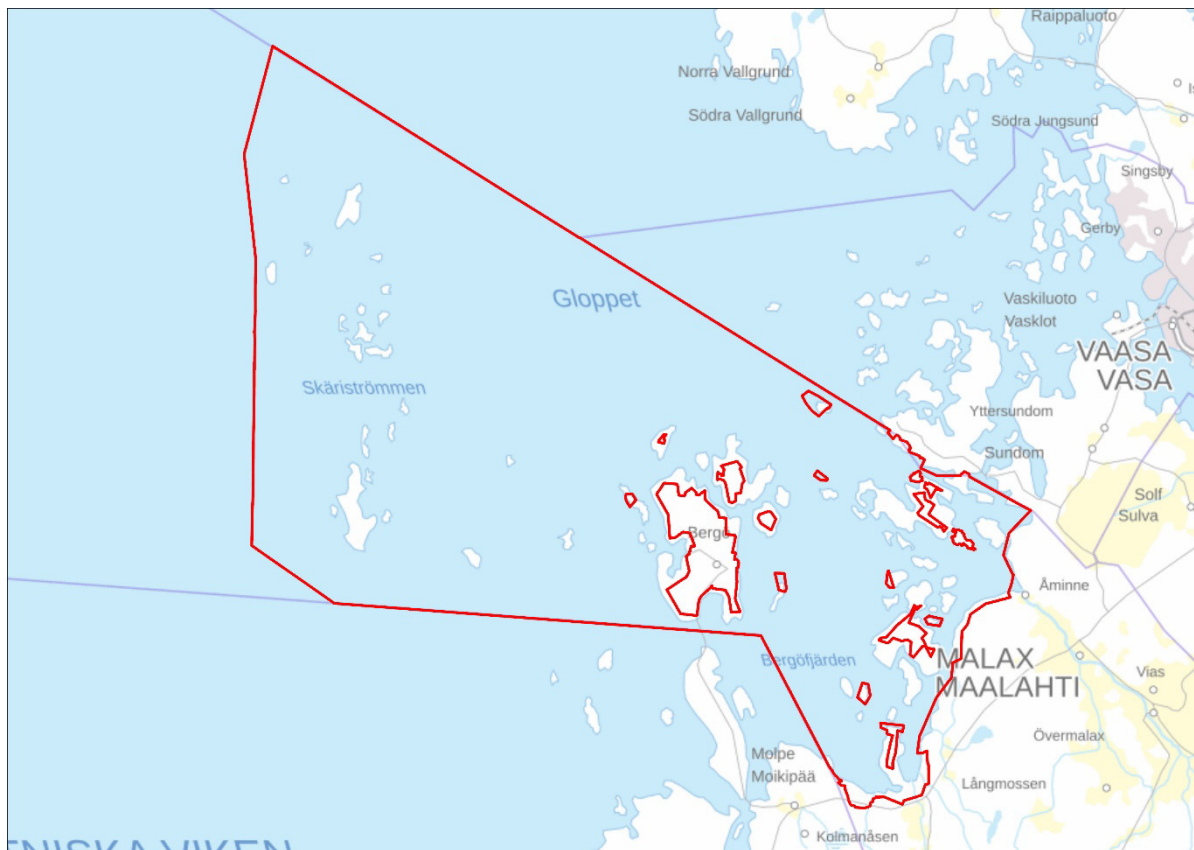 Raippaluoto
Norra Vallgrund
Södra Vallgrund
Södra Jungsund
Singsby
Gerby
Gloppet
Vaskiluoto
Vasklot
VAASA
VASA
Skäriströmmen
Yttersundom
Sundom
Solf
Sulva
Bergö
Åminne
Bergöfjärden
MALAX
MAALAHTI
Vias
Övermalax
Molpe
Moikipää
Långmossen
Kolmanåsen